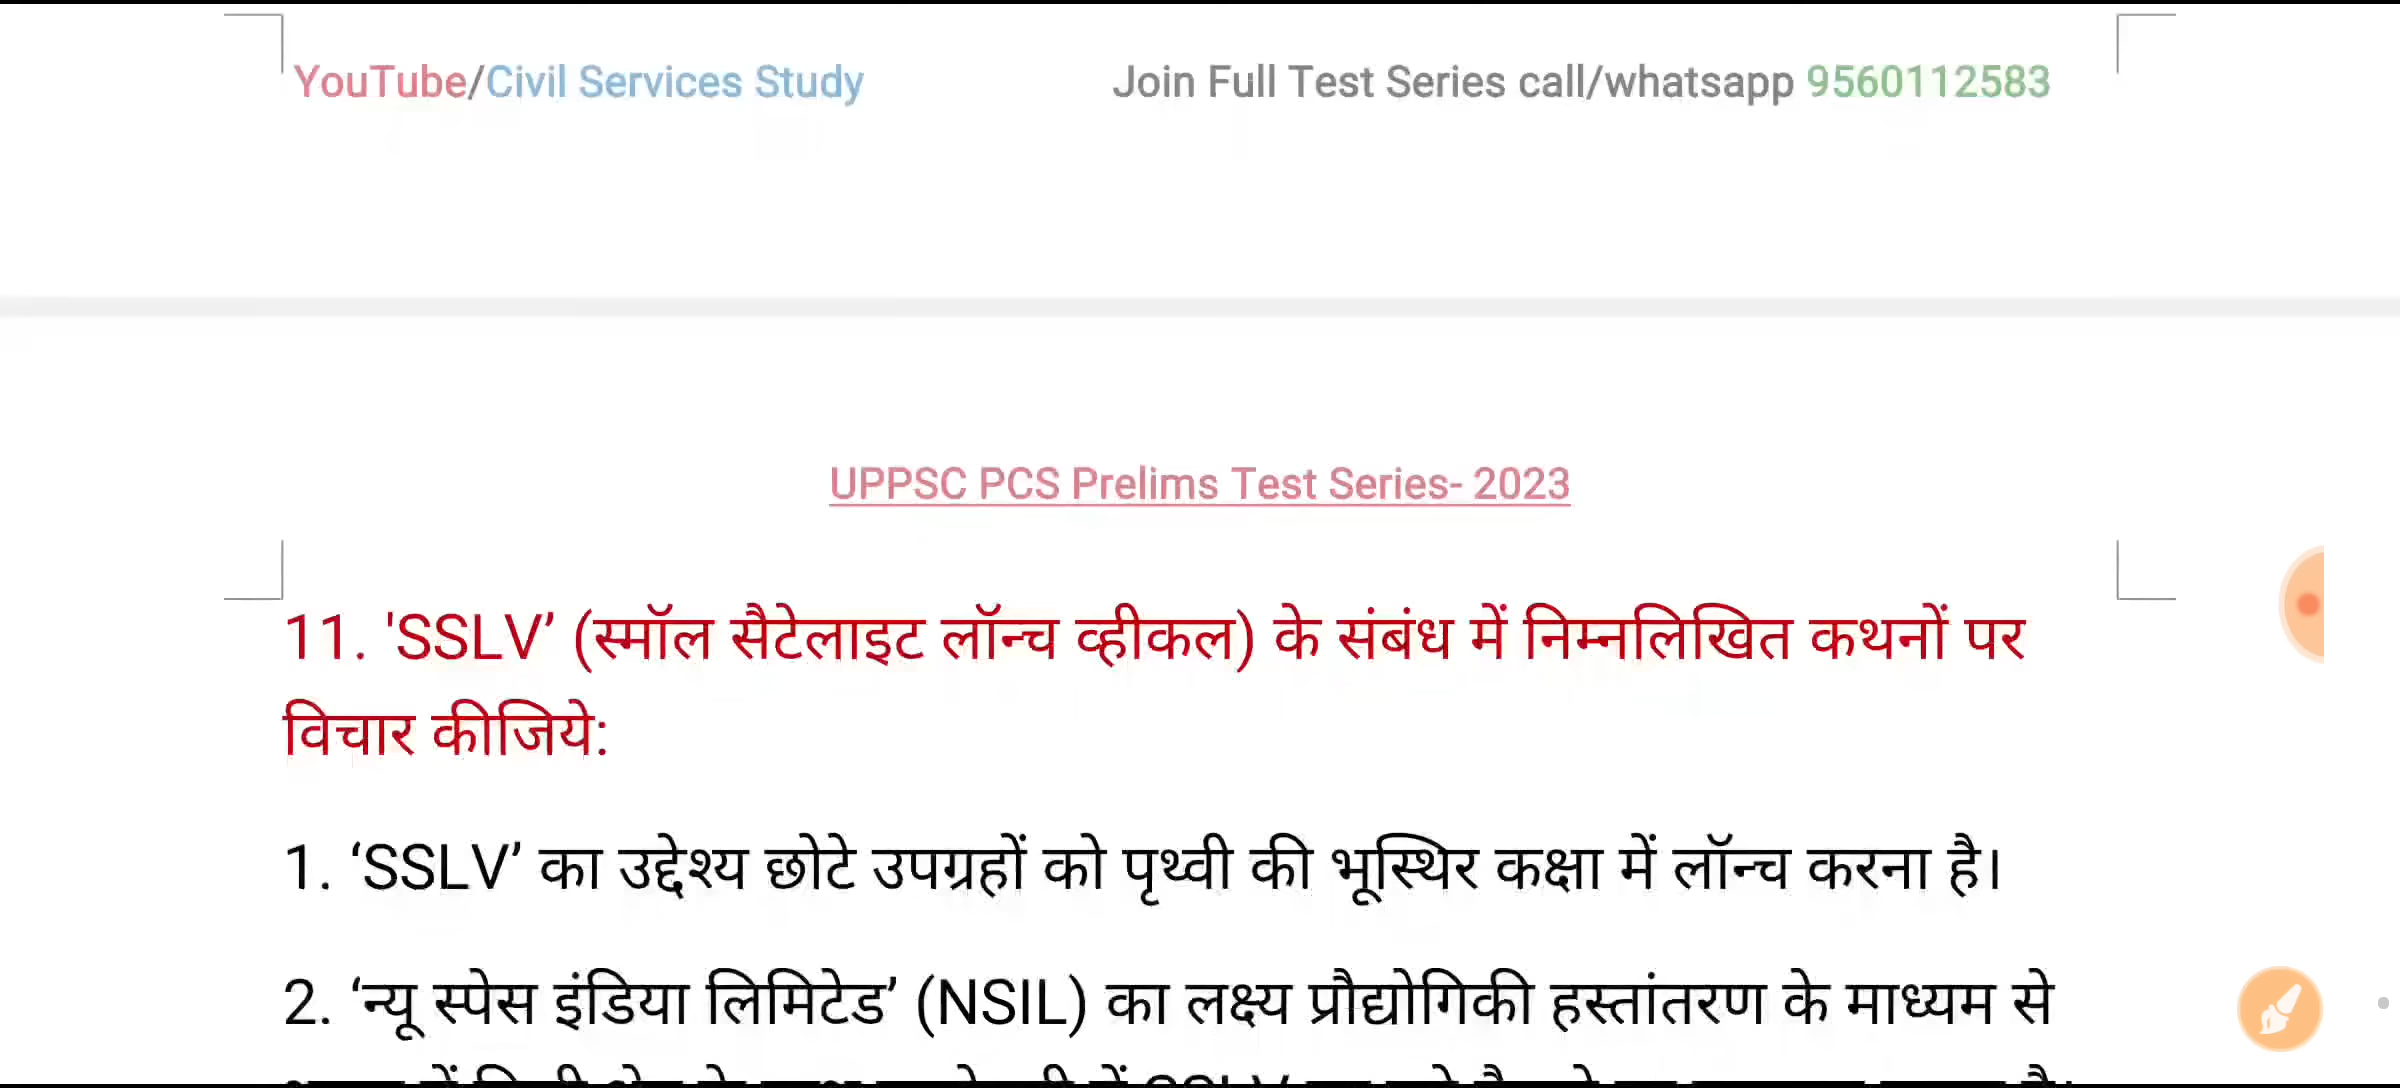 YouTube/Civil Services Study Join Full Test Series call/whatsapp 9560112583
UPPSC PCS Prelims Test Series- 2023
11. 'SSLV’ (स्मॉल सैटेलाइट लॉन्च व्हीकल) के संबंध में निम्नलिखित कथनों पर
विचार कीजिये:
1. ‘SSLV’ का उद्देश्य छोटे उपग्रहों को पृथ्वी की भूस्थिर कक्षा में लॉन्च करना है।
2. ‘न्यू स्पेस इंडिया लिमिटेड’ (NSIL) का लक्ष्य प्रौद्योगिकी हस्तांतरण के माध्यम से